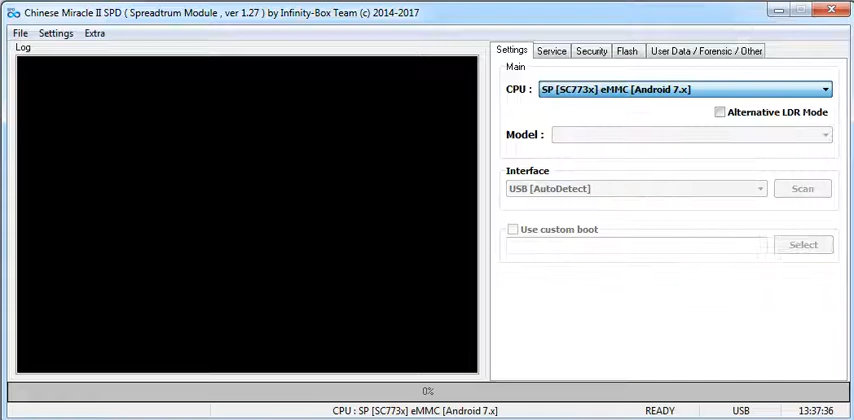 Chinese Miracle II SPD ( Spreadtrum Module , ver 1.27 ) by Infinity-Box Team (c) 2014-2017
File Settings Extra
Log
Settings Service Security Flash User Data / Forensic / Other
Main
CPU : SP [SC773x] eMMC [Android 7.x]
Alternative LDR Mode
Model :
Interface
USB [AutoDetect] Scan
Use custom boot
Select
0%
CPU : SP [SC773x] eMMC [Android 7.x] READY USB 13:37:36